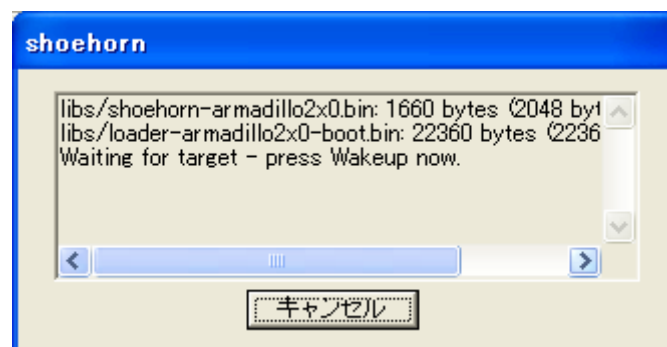 shoehorn
libs/shoehorn-armadillo2x0.bin: 1660 bytes (2048 byt
libs/loader-armadillo2x0-boot.bin: 22360 bytes (2236
Waiting for target - press Wakeup now.
キャンセル